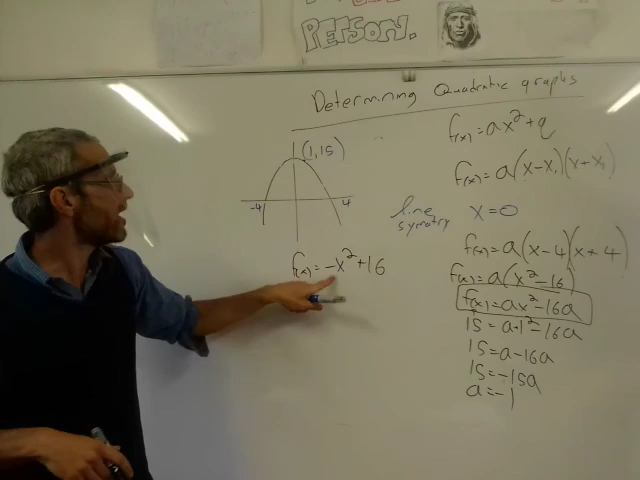 PERSON.
Determining Quadratic graphs
(1,15)
-4
4
f(x)=-x²+16
f(x)=ax²+q
f(x)=a(x-x₁)(x+x₁)
line symetry x=0
f(x)=a(x-4)(x+4)
f(x)=a(x²-16)
f(x)=ax²-16a
15=a·1²-16a
15=a-16a
15=-15a
a=-1